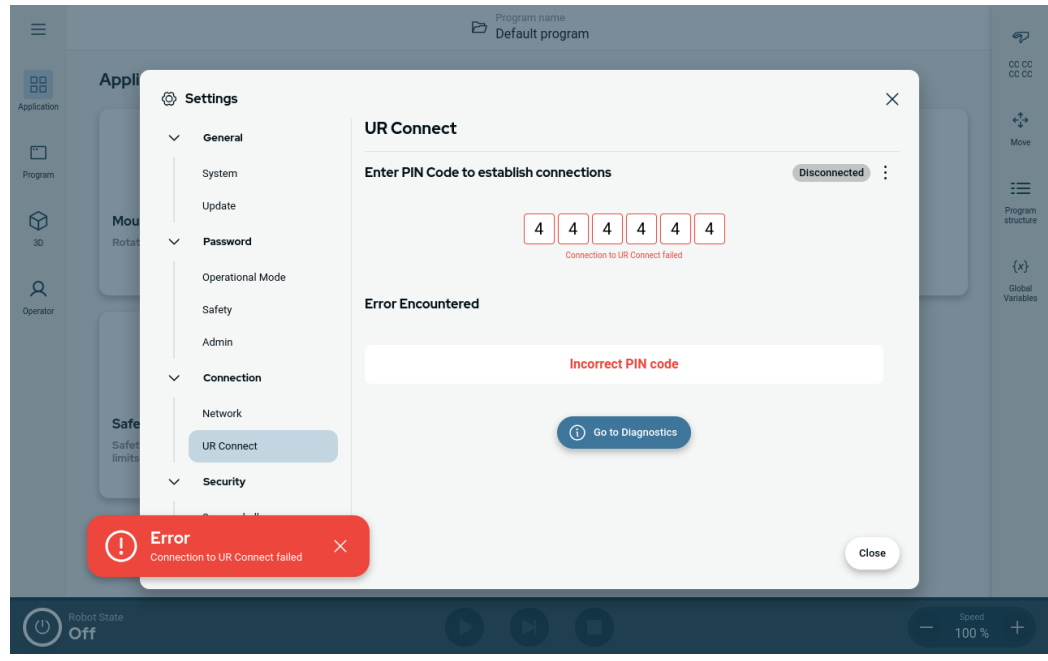 Program name
Default program
Application
Program
3D
Operator
Appli
Mou
Rotat
Safe
Safet
limits
Settings
General
System
Update
Password
Operational Mode
Safety
Admin
Connection
Network
UR Connect
Security
UR Connect
Enter PIN Code to establish connections
Disconnected
4 4 4 4 4 4
Connection to UR Connect failed
Error Encountered
Incorrect PIN code
Go to Diagnostics
Close
Error
Connection to UR Connect failed
CC CC
CC CC
Move
Program
structure
{x}
Global
Variables
Robot State
Off
Speed
100 %